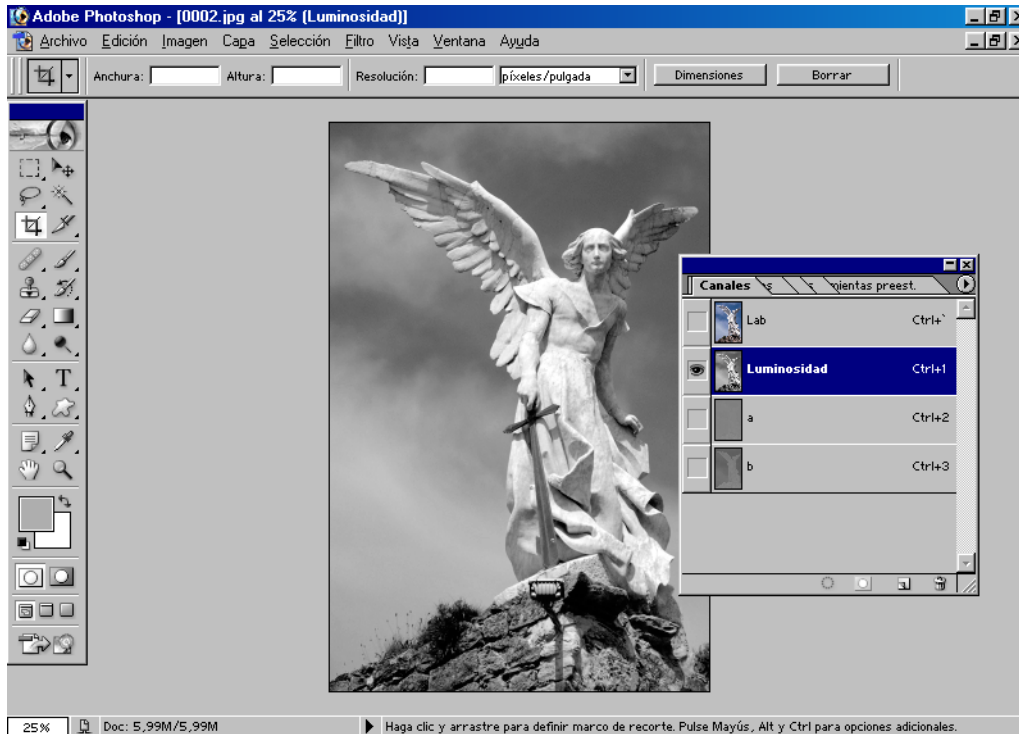 Adobe Photoshop - [0002.jpg al 25% (Luminosidad)]
Archivo Edición Imagen Capa Selección Filtro Vista Ventana Ayuda
Anchura: Altura: Resolución: píxeles/pulgada Dimensiones Borrar
Canales mientas preest.
Lab Ctrl+`
Luminosidad Ctrl+1
a Ctrl+2
b Ctrl+3
T
25% Doc: 5,99M/5,99M Haga clic y arrastre para definir marco de recorte. Pulse Mayús, Alt y Ctrl para opciones adicionales.